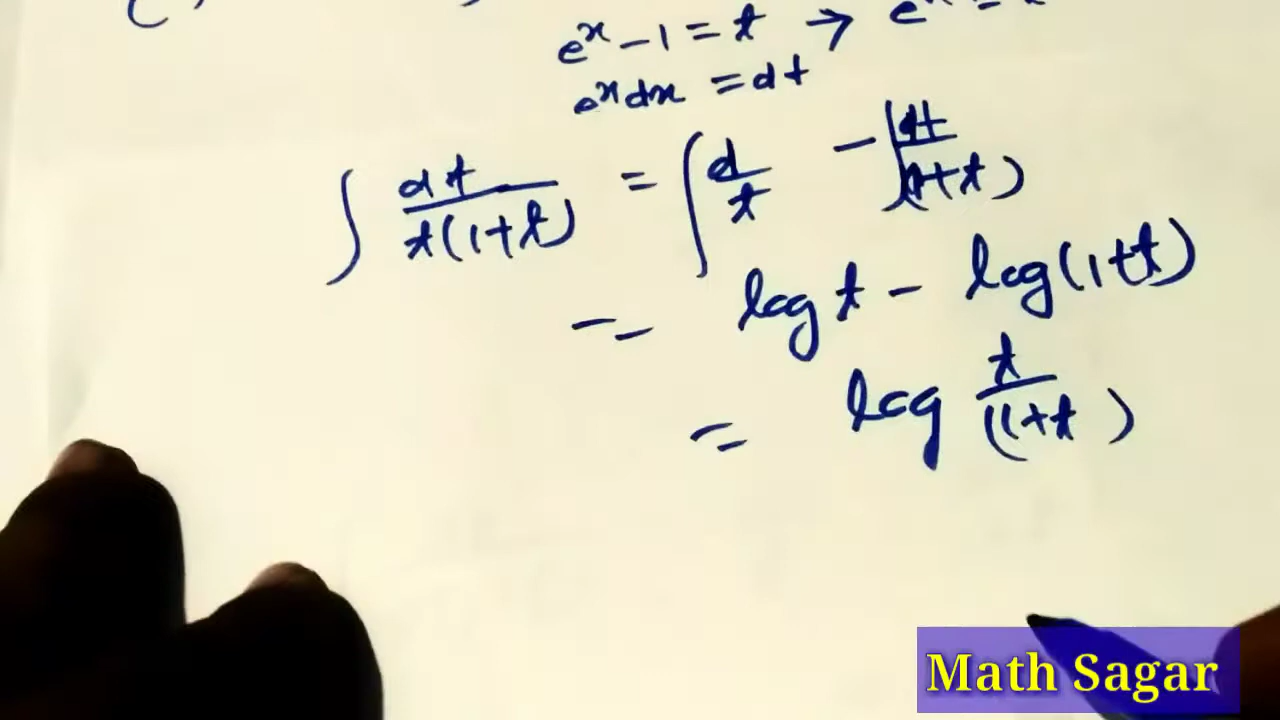 e^x - 1 = t → e^x =
e^x dx = dt
∫ dt / t(1+t) = ∫ d / t - ∫ dt / (1+t)
= log t - log(1+t)
= log t / (1+t)
Math Sagar